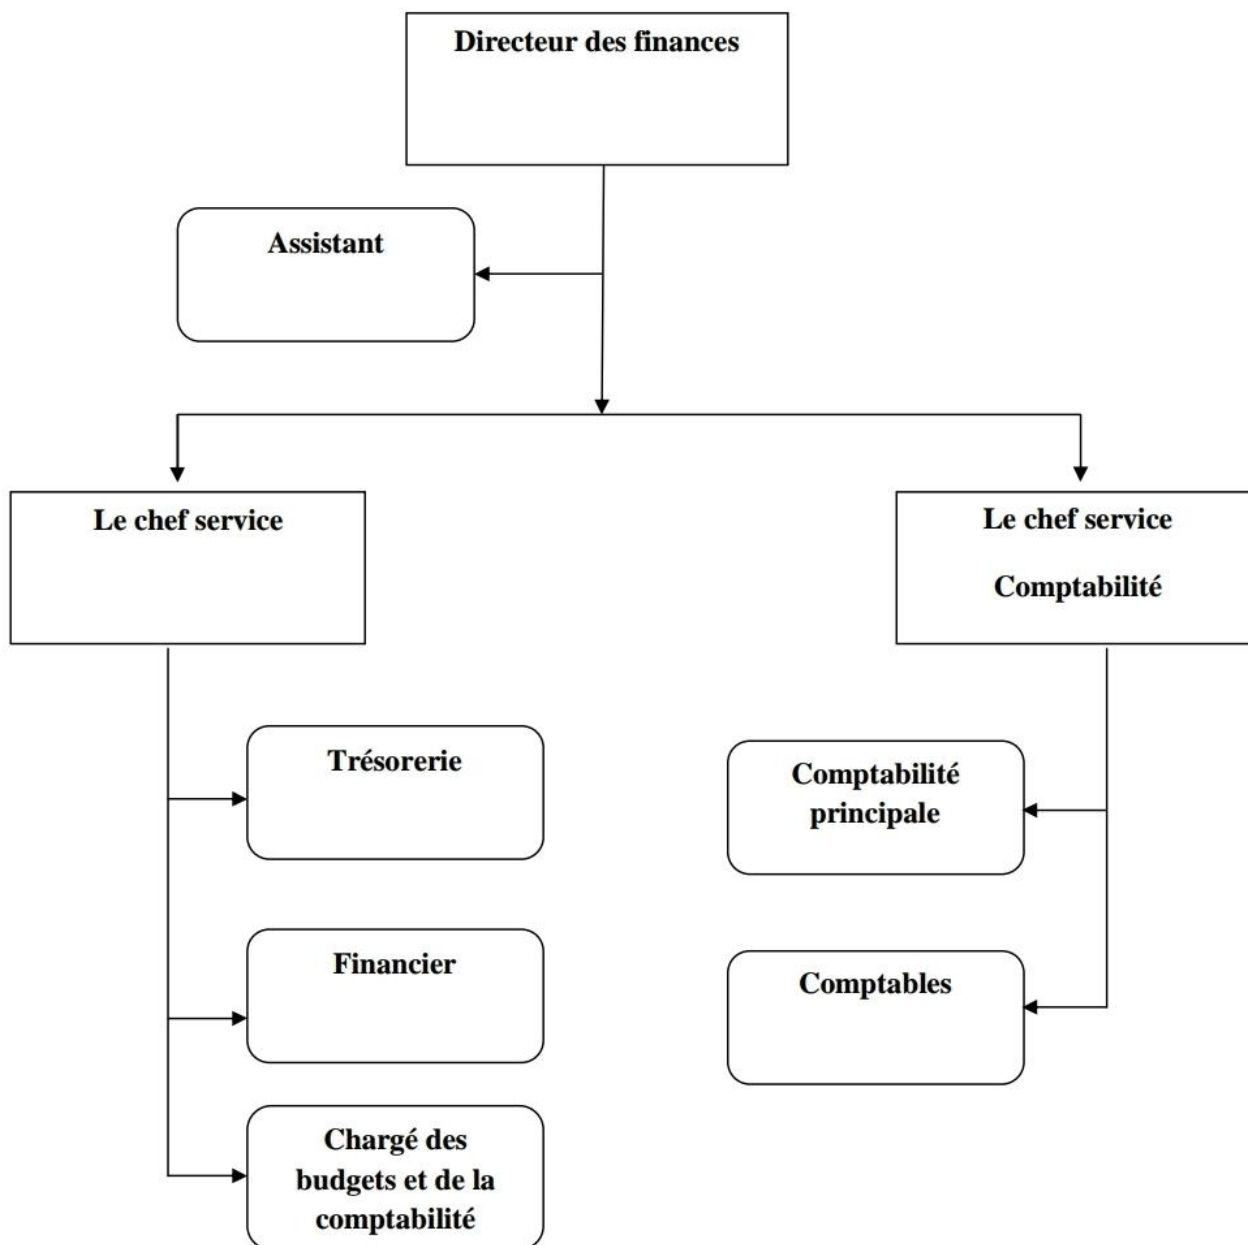 Directeur des finances
Assistant
Le chef service
Le chef service
Comptabilité
Trésorerie
Comptabilité
principale
Financier
Comptables
Chargé des
budgets et de la
comptabilité